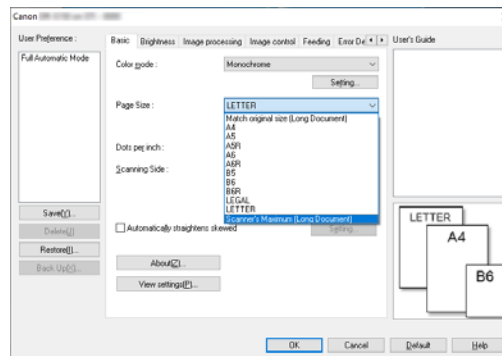 Canon
User Preference :
Full Automatic Mode
Save(Y)...
Delete(J)
Restore(I)...
Back Up(X)...
Basic Brightness Image processing Image control Feeding Error De
Color mode :
Monochrome
Setting...
Page Size :
LETTER
Match original size (Long Document)
A4
A5
A5R
A6
A6R
B5
B6
B6R
LEGAL
LETTER
Scanner's Maximum (Long Document)
Dots per inch :
Scanning Side :
Automatically straightens skewed
Setting...
About(Z)...
View settings(P)...
User's Guide
LETTER
A4
B6
OK Cancel Default Help